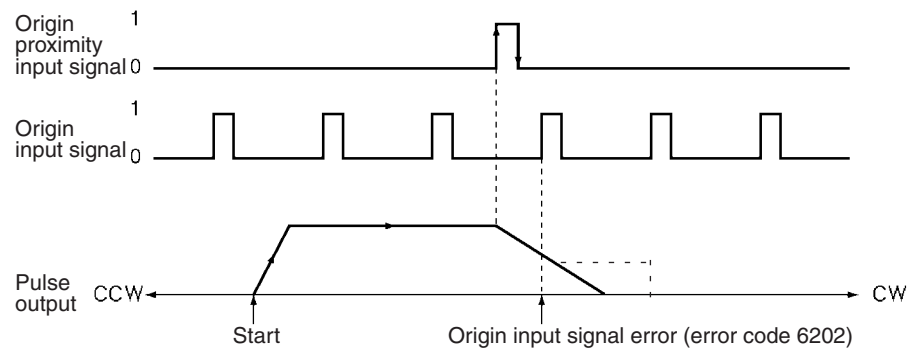 Origin
proximity
input signal
1
0
Origin
input signal
1
0
Pulse
output
CCW
CW
Start
Origin input signal error (error code 6202)